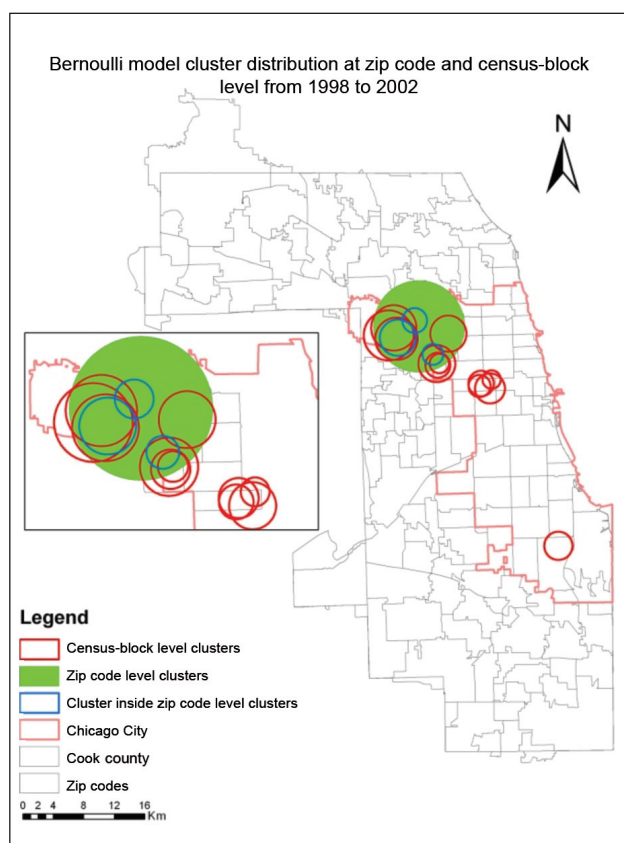 Bernoulli model cluster distribution at zip code and census-block
level from 1998 to 2002
N
Legend
Census-block level clusters
Zip code level clusters
Cluster inside zip code level clusters
Chicago City
Cook county
Zip codes
0 2 4 8 12 16
Km